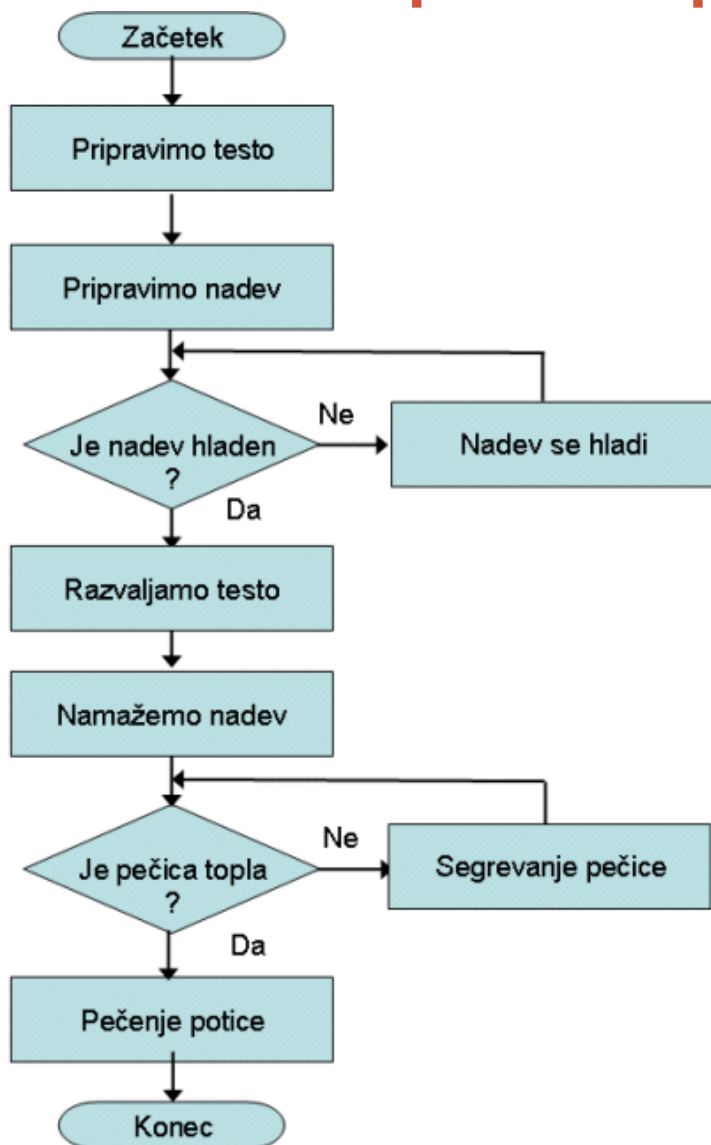 Začetek
Pripravimo testo
Pripravimo nadev
Je nadev hladen
?
Ne
Nadev se hladi
Da
Razvaljamo testo
Namažemo nadev
Je pečica topla
?
Ne
Segrevanje pečice
Da
Pečenje potice
Konec